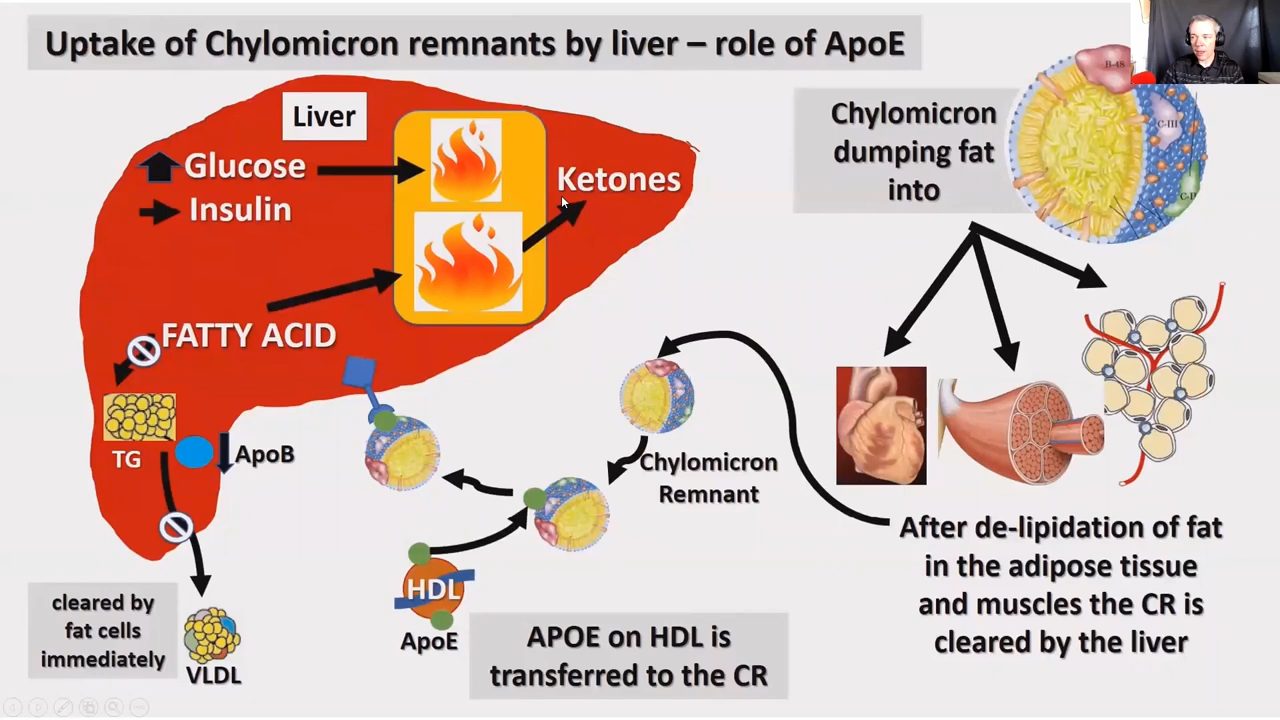 Uptake of Chylomicron remnants by liver – role of ApoE
Liver
Glucose
Insulin
Ketones
FATTY ACID
TG
ApoB
cleared by
fat cells
immediately
VLDL
HDL
ApoE
APOE on HDL is
transferred to the CR
Chylomicron
Remnant
Chylomicron
dumping fat
into
B-48
C-III
C-II
After de-lipidation of fat
in the adipose tissue
and muscles the CR is
cleared by the liver